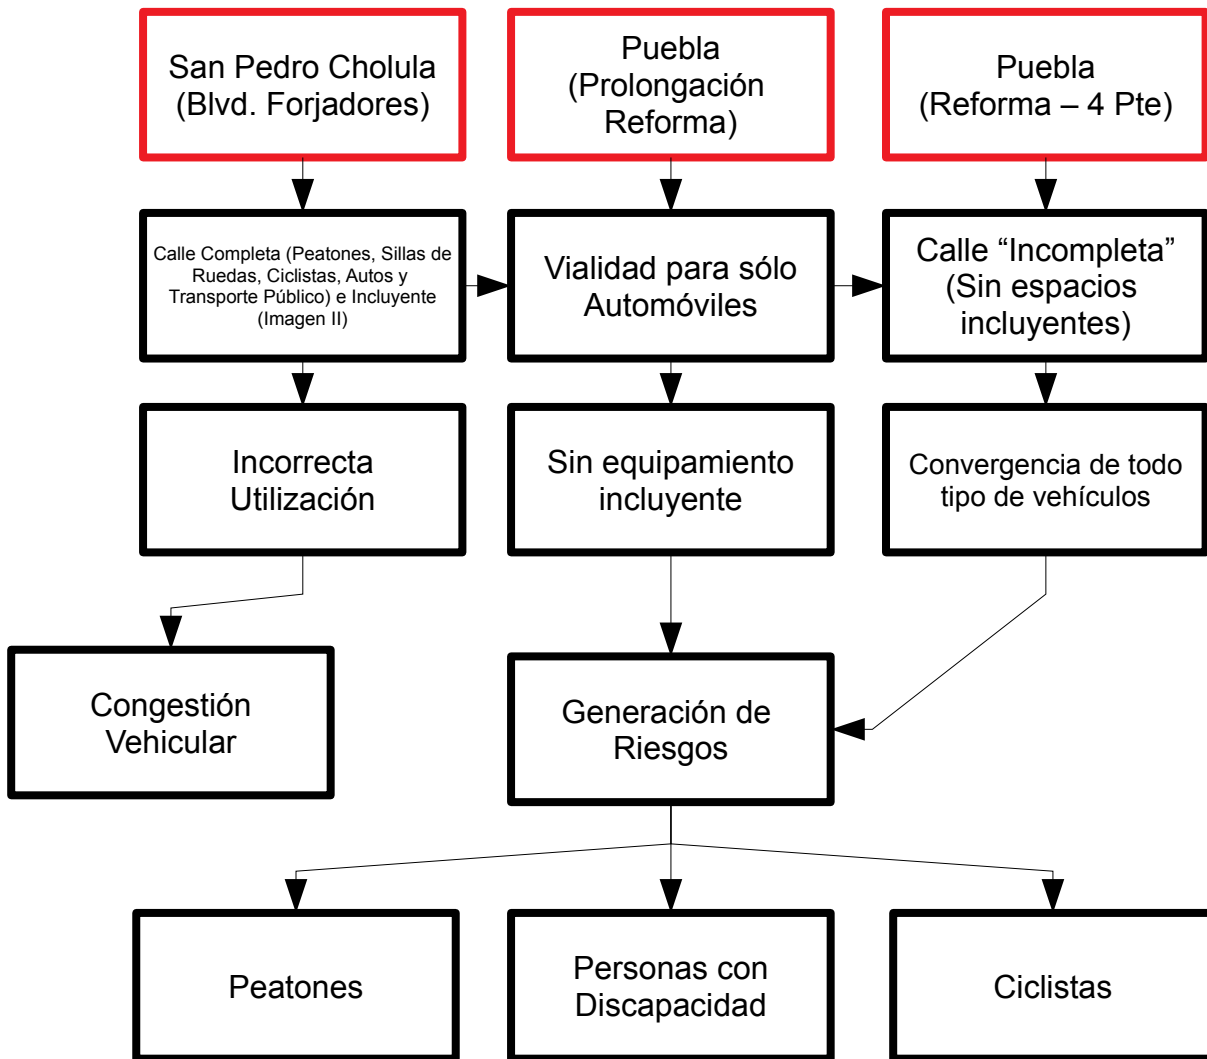 San Pedro Cholula
(Blvd. Forjadores)
Puebla
(Prolongación
Reforma)
Puebla
(Reforma – 4 Pte)
Calle Completa (Peatones, Sillas de
Ruedas, Ciclistas, Autos y
Transporte Público) e Incluyente
(Imagen II)
Vialidad para sólo
Automóviles
Calle “Incompleta”
(Sin espacios
incluyentes)
Incorrecta
Utilización
Sin equipamiento
incluyente
Convergencia de todo
tipo de vehículos
Congestión
Vehicular
Generación de
Riesgos
Peatones
Personas con
Discapacidad
Ciclistas